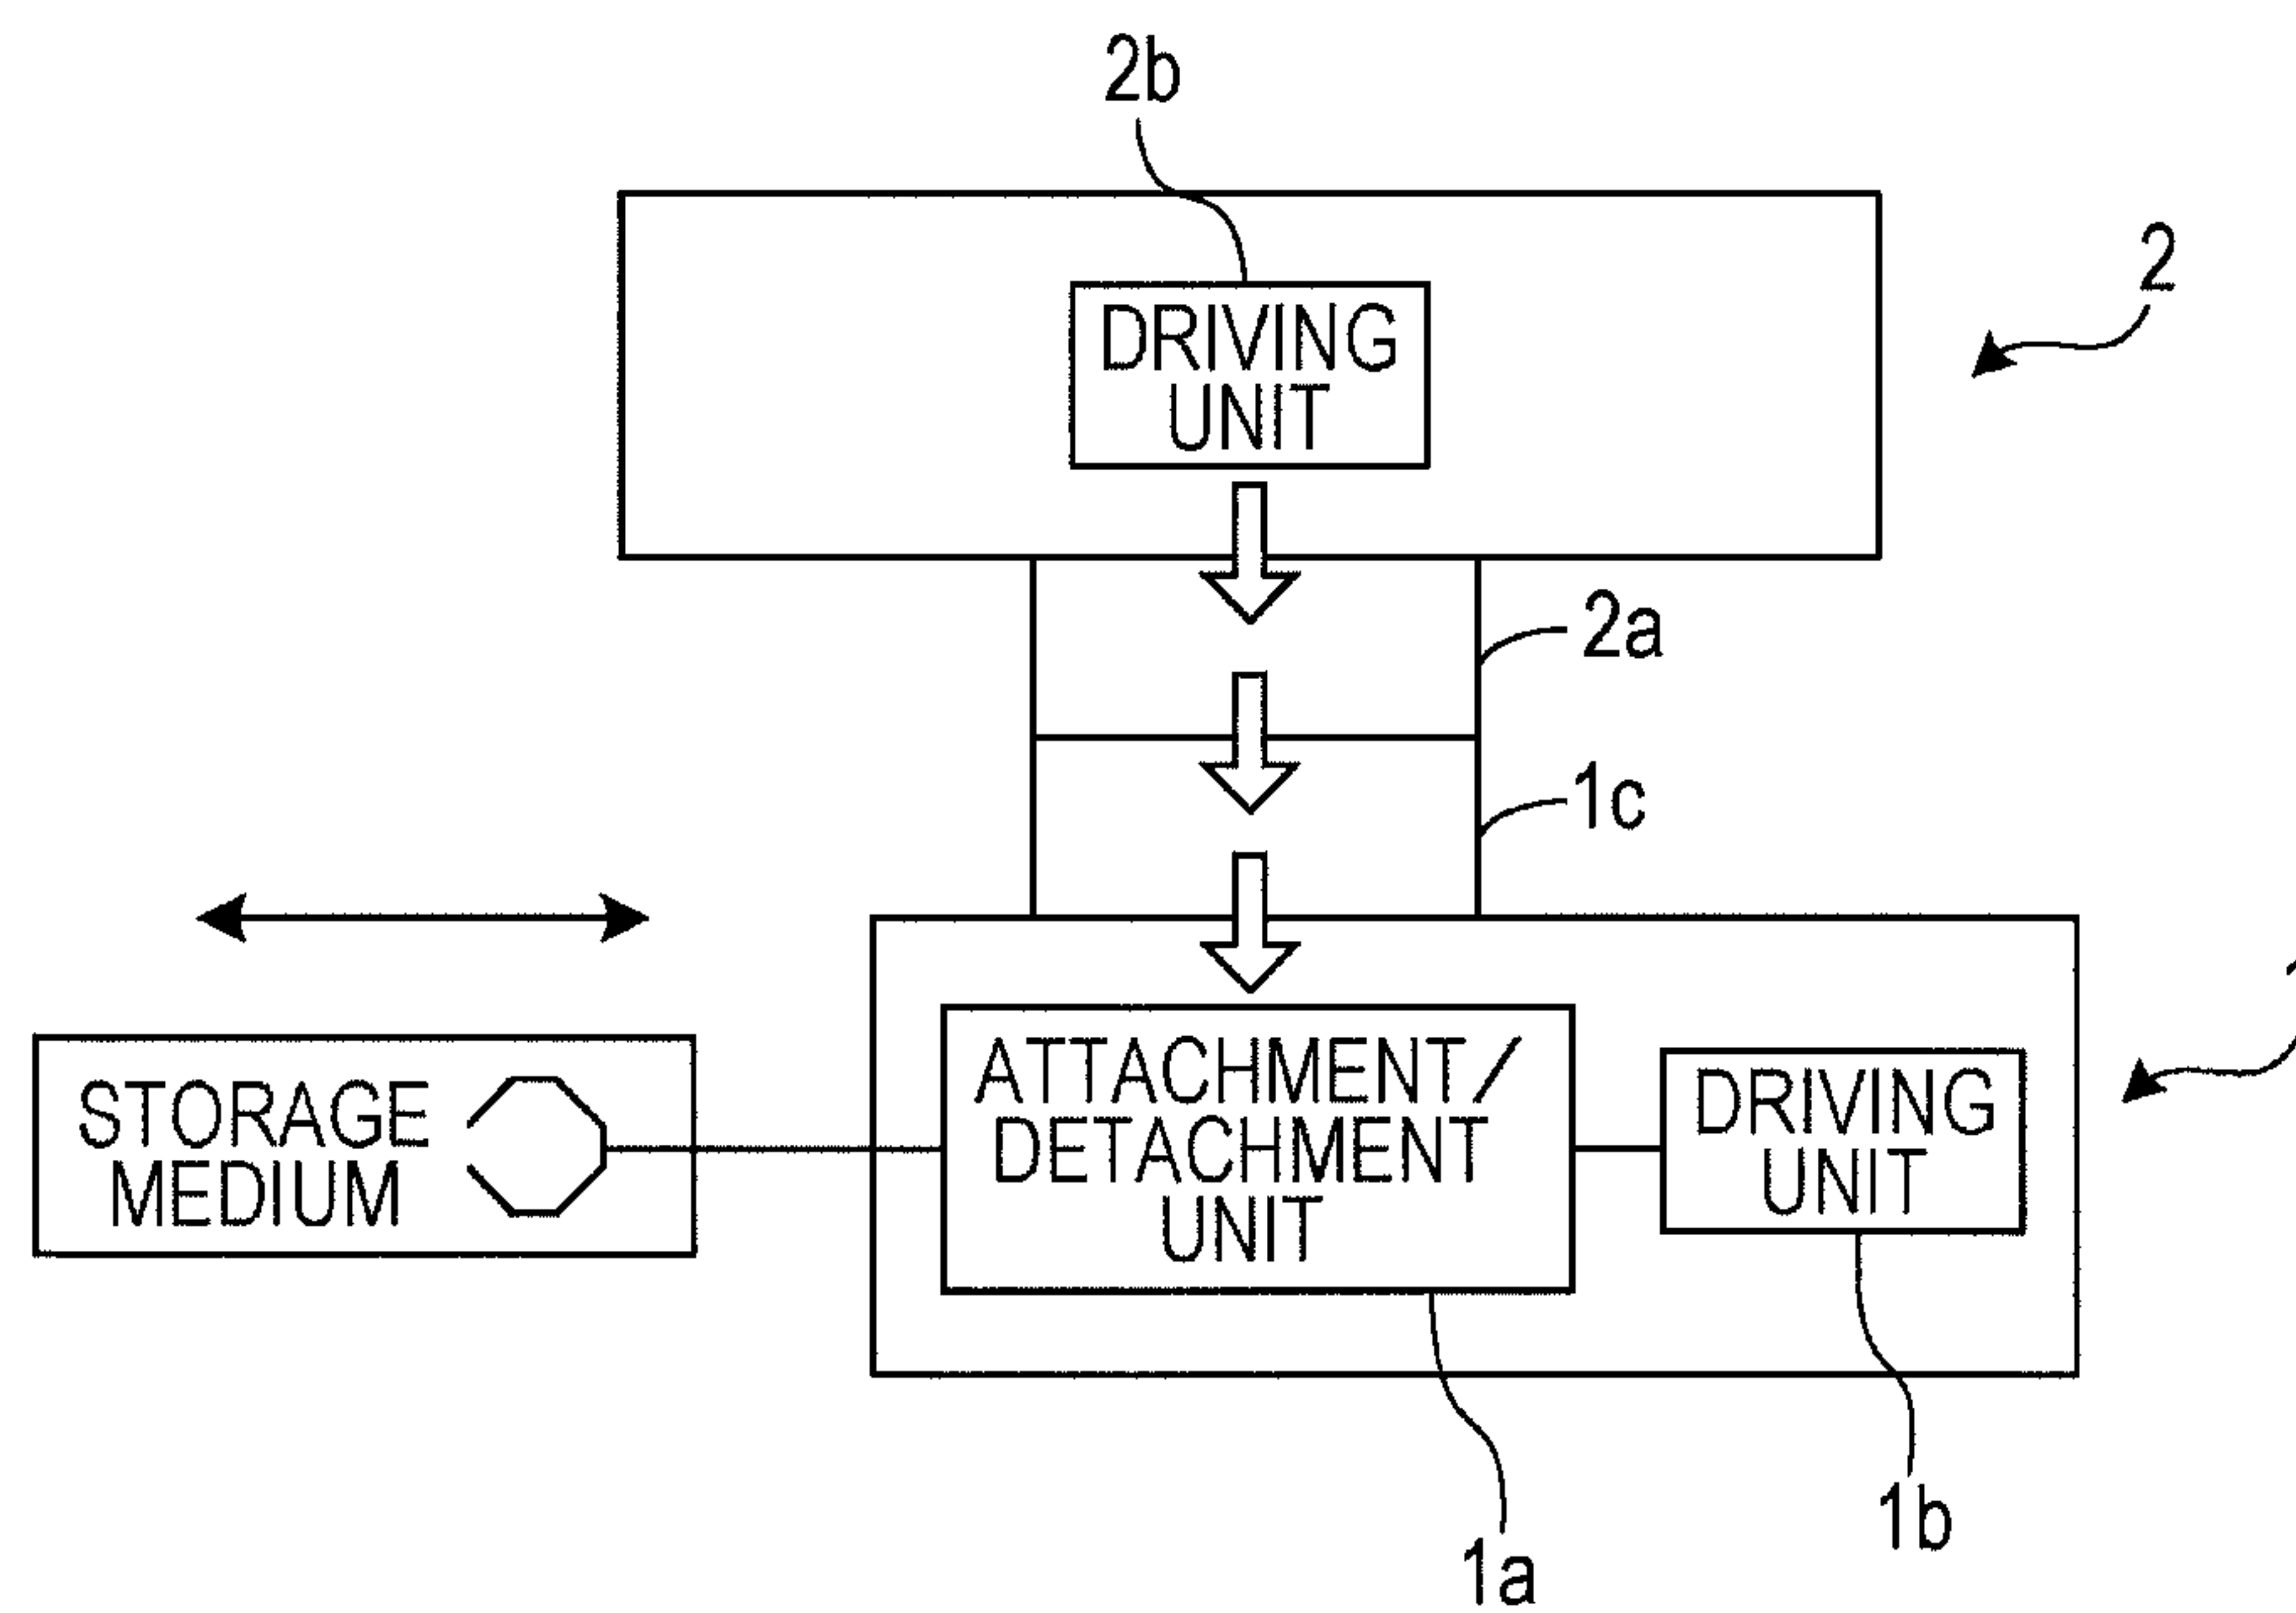 2b
DRIVING
UNIT
2
2a
1c
STORAGE
MEDIUM
ATTACHMENT/
DETACHMENT
UNIT
DRIVING
UNIT
1b
1a